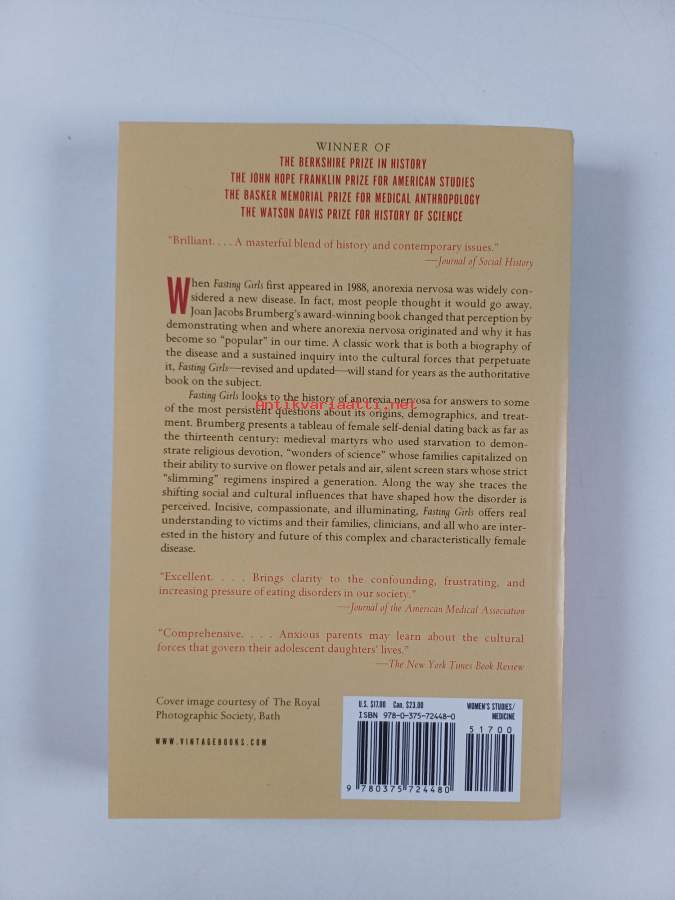 WINNER OF
THE BERKSHIRE PRIZE IN HISTORY
THE JOHN HOPE FRANKLIN PRIZE FOR AMERICAN STUDIES
THE BASKER MEMORIAL PRIZE FOR MEDICAL ANTHROPOLOGY
THE WATSON DAVIS PRIZE FOR HISTORY OF SCIENCE
"Brilliant. . . . A masterful blend of history and contemporary issues."
—Journal of Social History
When Fasting Girls first appeared in 1988, anorexia nervosa was widely con-
sidered a new disease. In fact, most people thought it would go away.
Joan Jacobs Brumberg's award-winning book changed that perception by
demonstrating when and where anorexia nervosa originated and why it has
become so "popular" in our time. A classic work that is both a biography of
the disease and a sustained inquiry into the cultural forces that perpetuate
it, Fasting Girls—revised and updated—will stand for years as the authoritative
book on the subject.
Fasting Girls looks to the history of anorexia nervosa for answers to some
Antikvariaatti.net
of the most persistent questions about its origins, demographics, and treat-
ment. Brumberg presents a tableau of female self-denial dating back as far as
the thirteenth century: medieval martyrs who used starvation to demon-
strate religious devotion, "wonders of science" whose families capitalized on
their ability to survive on flower petals and air, silent screen stars whose strict
"slimming" regimens inspired a generation. Along the way she traces the
shifting social and cultural influences that have shaped how the disorder is
perceived. Incisive, compassionate, and illuminating, Fasting Girls offers real
understanding to victims and their families, clinicians, and all who are inter-
ested in the history and future of this complex and characteristically female
disease.
"Excellent. . . . Brings clarity to the confounding, frustrating, and
increasing pressure of eating disorders in our society."
—Journal of the American Medical Association
"Comprehensive. . . . Anxious parents may learn about the cultural
forces that govern their adolescent daughters' lives."
—The New York Times Book Review
Cover image courtesy of The Royal
Photographic Society, Bath
WWW.VINTAGEBOOKS.COM
U.S. $17.00 Can. $23.00
WOMEN'S STUDIES/
MEDICINE
ISBN 978-0-375-72448-0
51700
9 780375 724480